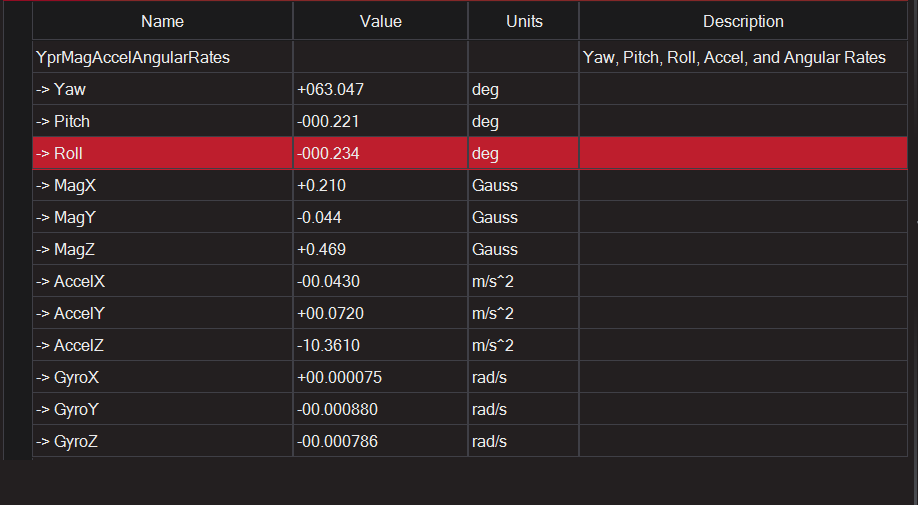 Name Value Units Description
YprMagAccelAngularRates Yaw, Pitch, Roll, Accel, and Angular Rates
-> Yaw +063.047 deg
-> Pitch -000.221 deg
-> Roll -000.234 deg
-> MagX +0.210 Gauss
-> MagY -0.044 Gauss
-> MagZ +0.469 Gauss
-> AccelX -00.0430 m/s^2
-> AccelY +00.0720 m/s^2
-> AccelZ -10.3610 m/s^2
-> GyroX +00.000075 rad/s
-> GyroY -00.000880 rad/s
-> GyroZ -00.000786 rad/s